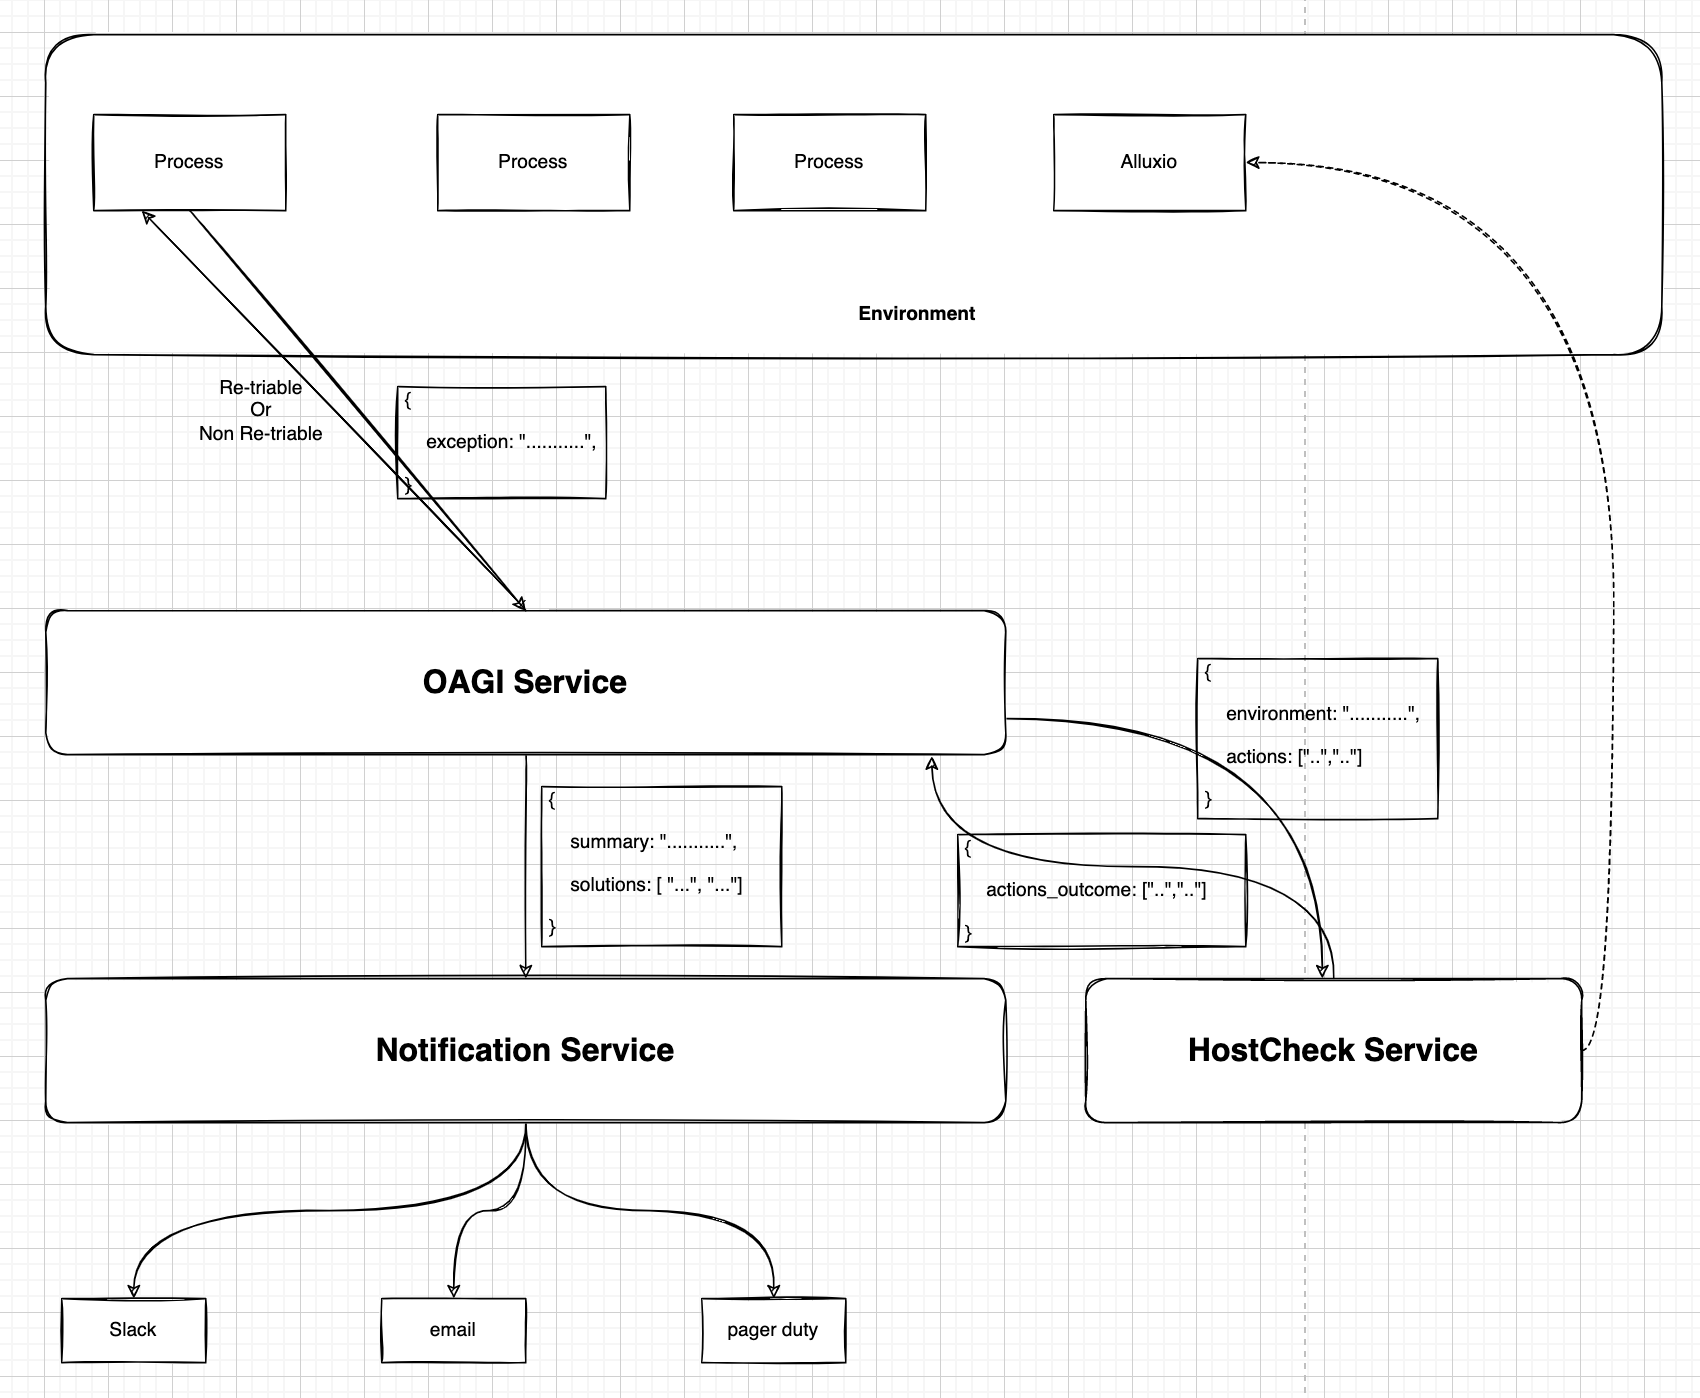 Process
Process
Process
Alluxio
Environment
Re-triable
Or
Non Re-triable
{
exception: "...........",
}
OAGI Service
{
environment: "...........",
actions: ["..",".."]
}
{
summary: "...........",
solutions: [ "...", "..."]
}
{
actions_outcome: ["..",".."]
}
Notification Service
HostCheck Service
Slack
email
pager duty